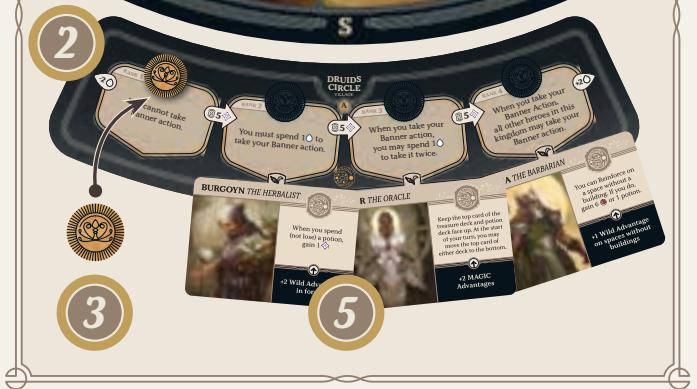 2
S
DRUIDS
CIRCLE
VILLAGE
A
RANK 1
-2
cannot take
anner action.
5
RANK 2
You must spend 1 to
take your Banner action.
5
RANK 3
When you take your
Banner action,
you may spend 1
to take it twice.
5
RANK 4
When you take your
Banner action,
all other heroes in this
kingdom may take your
Banner action.
+2
3
BURGOYN THE HERBALIST
When you spend
(not lose) a potion,
gain 1
+2 Wild Adva
in for
5
R THE ORACLE
Keep the top card of the
treasure deck and potion
deck face up. At the start
of your turn, you may
move the top card of
either deck to the bottom.
+2 MAGIC
Advantages
A THE BARBARIAN
You can Reinforce on
a space without a
building. If you do,
gain 6 or 1 potion.
+1 Wild Advantage
on spaces without
buildings